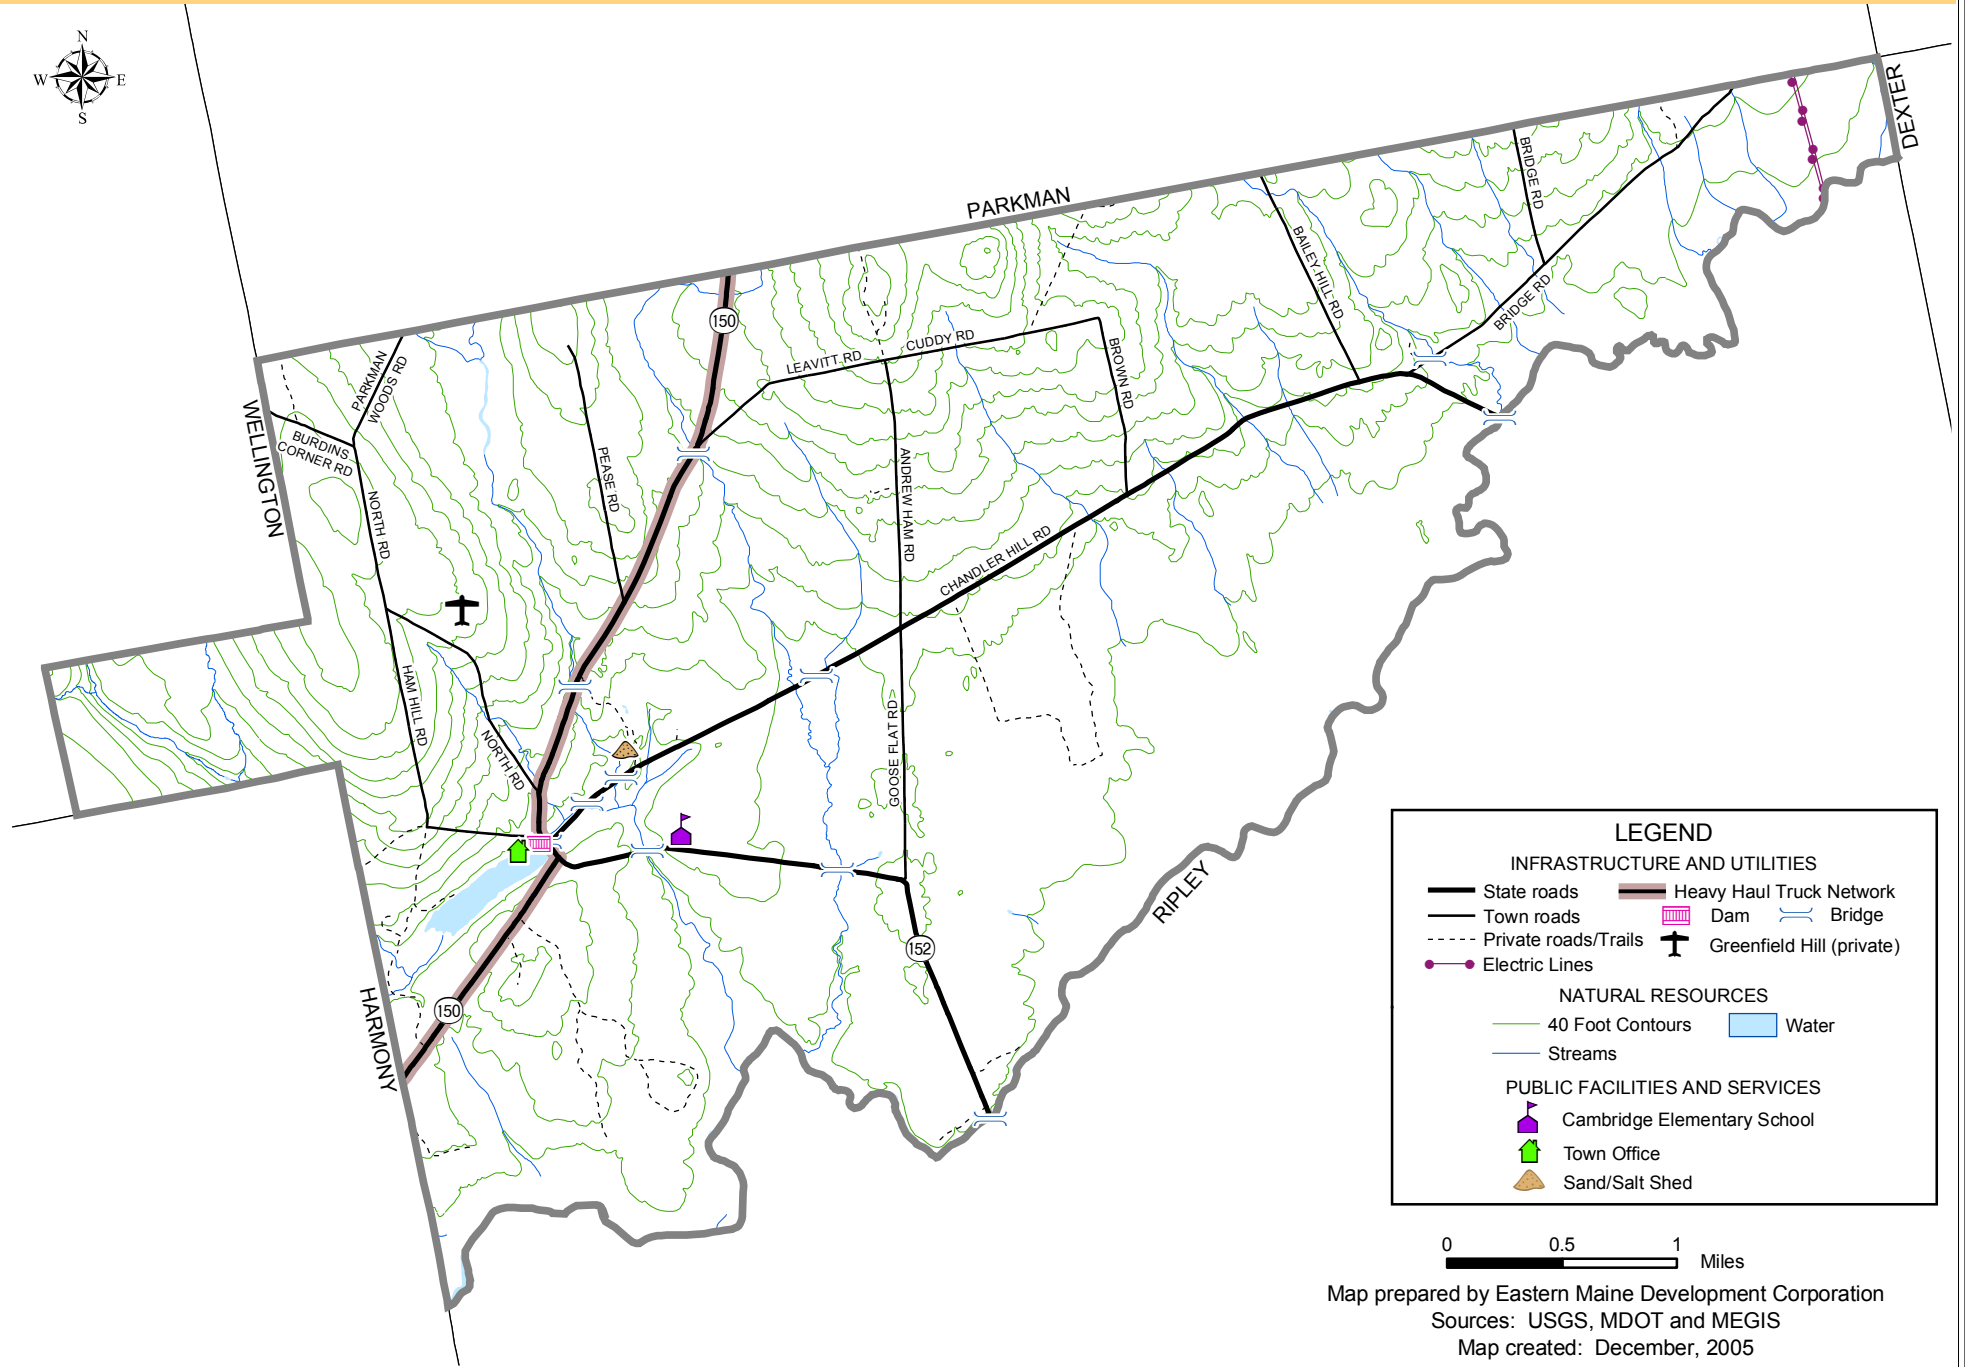 N
W
E
S
DEXTER
PARKMAN
BRIDGE RD
BAILEY HILL RD
BRIDGE RD
150
CUDDY RD
LEAVITT RD
BROWN RD
PARKMAN
WOODS RD
WELLINGTON
BURDINS
CORNER RD
PEASE RD
NORTH RD
ANDREW HAM RD
CHANDLER HILL RD
HAM HILL RD
NORTH RD
GOOSE FLAT RD
RIPLEY
152
150
HARMONY
LEGEND
INFRASTRUCTURE AND UTILITIES
State roads
Heavy Haul Truck Network
Town roads
Dam
Bridge
Private roads/Trails
Greenfield Hill (private)
Electric Lines
NATURAL RESOURCES
40 Foot Contours
Water
Streams
PUBLIC FACILITIES AND SERVICES
Cambridge Elementary School
Town Office
Sand/Salt Shed
0 0.5 1
Miles
Map prepared by Eastern Maine Development Corporation
Sources: USGS, MDOT and MEGIS
Map created: December, 2005